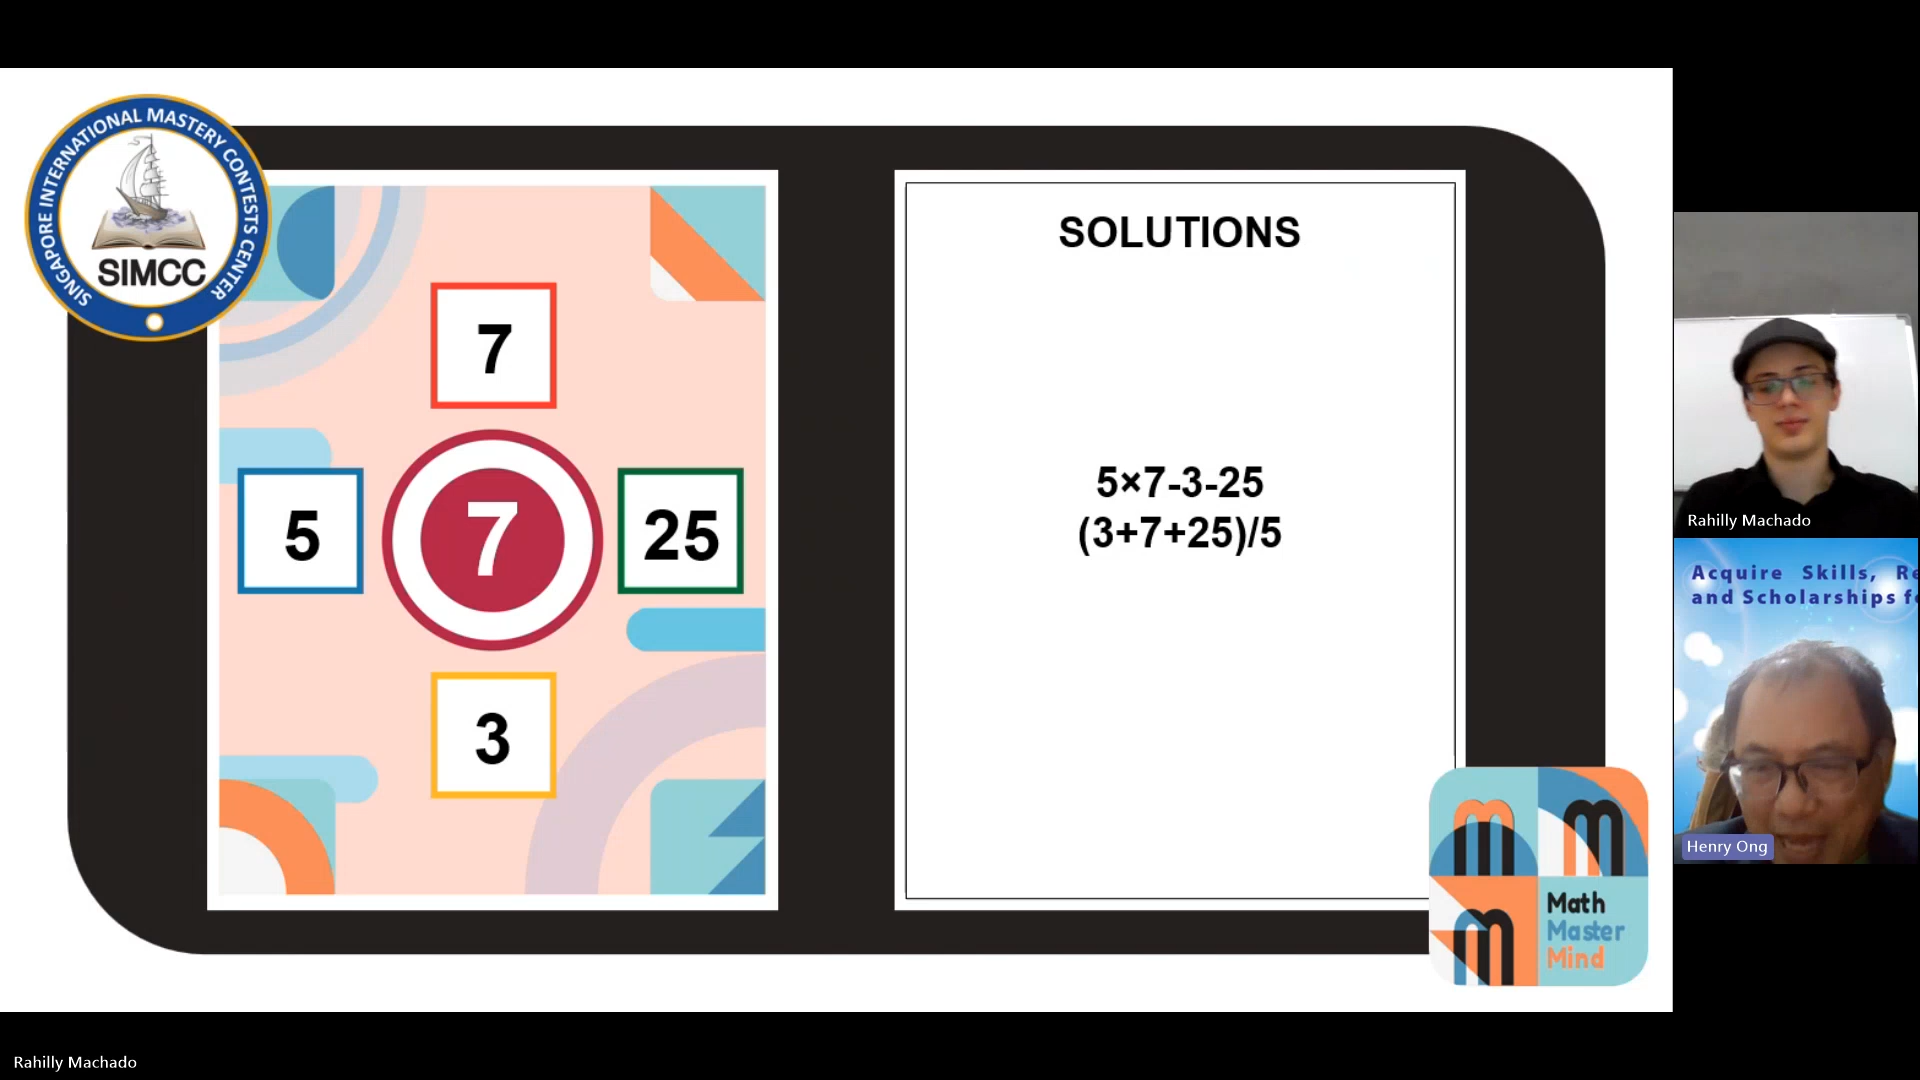 SINGAPORE INTERNATIONAL MASTERY CONTESTS CENTER
SIMCC
7
5
7
25
3
SOLUTIONS
5×7-3-25
(3+7+25)/5
Math
Master
Mind
Rahilly Machado
Acquire Skills,
and Scholarships
Henry Ong
Rahilly Machado